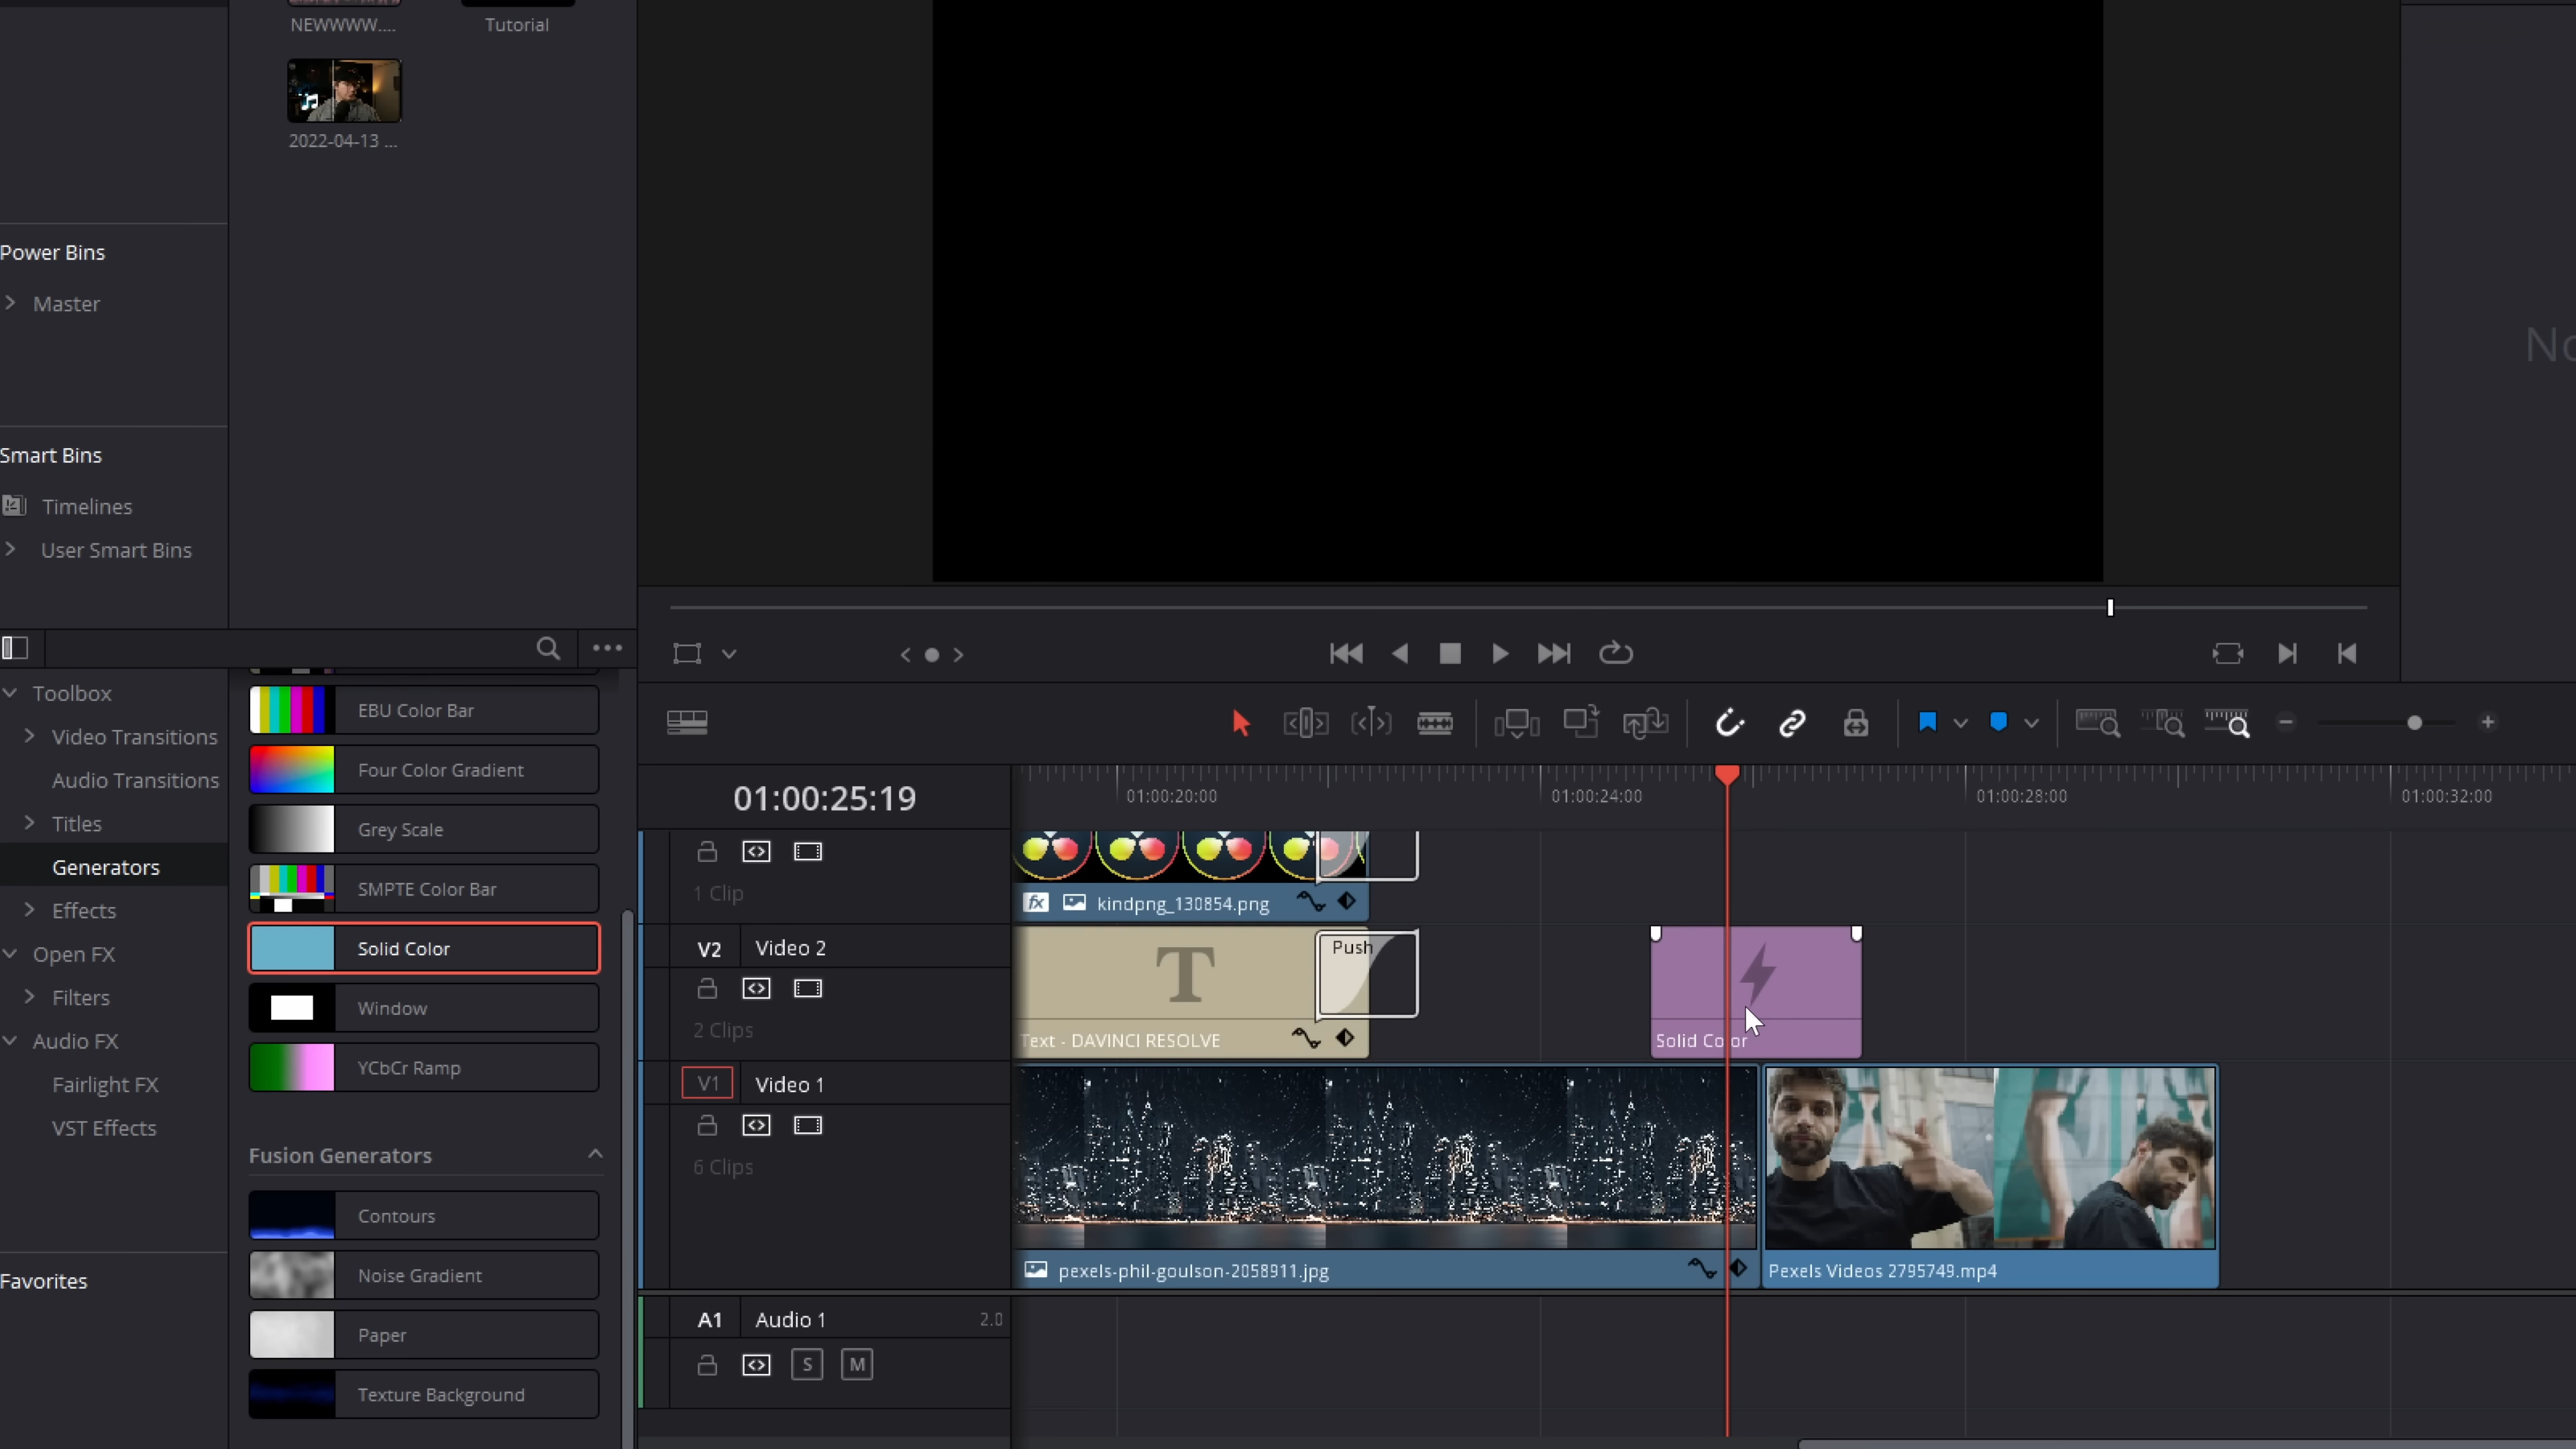 NEWWWW....
Tutorial
2022-04-13 ...
Power Bins
Master
Smart Bins
Timelines
User Smart Bins
No
Toolbox
Video Transitions
Audio Transitions
Titles
Generators
Effects
Open FX
Filters
Audio FX
Fairlight FX
VST Effects
Favorites
EBU Color Bar
Four Color Gradient
Grey Scale
SMPTE Color Bar
Solid Color
Window
YCbCr Ramp
Fusion Generators
Contours
Noise Gradient
Paper
Texture Background
01:00:25:19
01:00:20:00
01:00:24:00
01:00:28:00
01:00:32:00
1 Clip
fx kindpng_130854.png
V2 Video 2
2 Clips
T
Push
Text - DAVINCI RESOLVE
Solid Color
V1 Video 1
6 Clips
pexels-phil-goulson-2058911.jpg
Pexels Videos 2795749.mp4
A1 Audio 1 2.0
S M